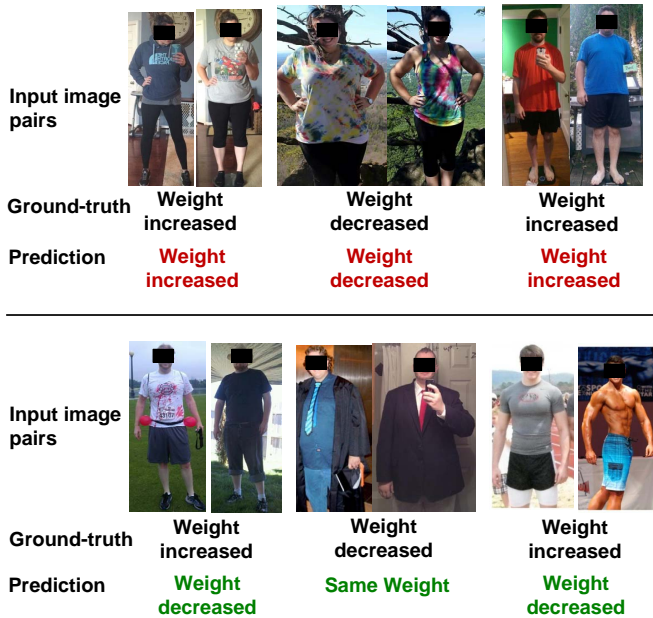 Input image
pairs
Ground-truth
Weight
increased
Weight
decreased
Weight
increased
Prediction
Weight
increased
Weight
decreased
Weight
increased
Input image
pairs
Ground-truth
Weight
increased
Weight
decreased
Weight
increased
Prediction
Weight
decreased
Same Weight
Weight
decreased